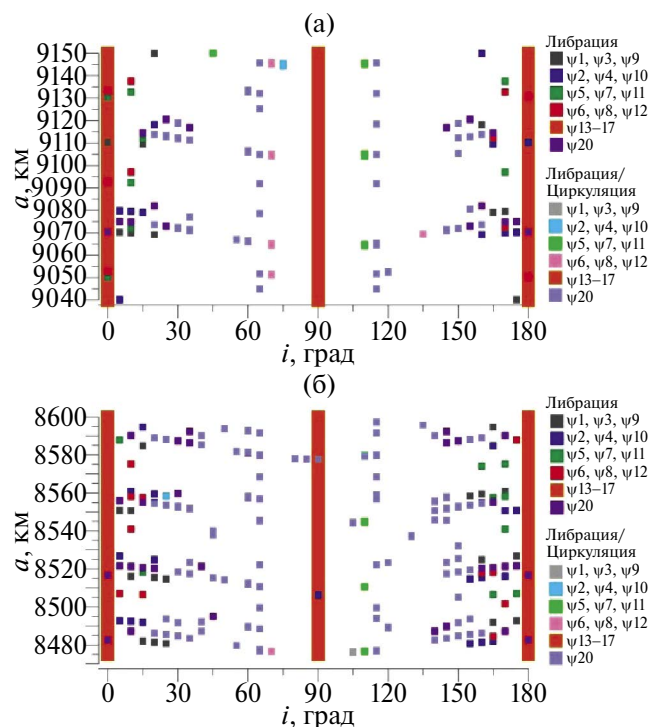 (а)
9150
9140
9130
9120
9110
9100
9090
9080
9070
9060
9050
9040
a, км
0 30 60 90 120 150 180
i, град
Либрация
ψ1, ψ3, ψ9
ψ2, ψ4, ψ10
ψ5, ψ7, ψ11
ψ6, ψ8, ψ12
ψ13–17
ψ20
Либрация/
Циркуляция
ψ1, ψ3, ψ9
ψ2, ψ4, ψ10
ψ5, ψ7, ψ11
ψ6, ψ8, ψ12
ψ13–17
ψ20
(б)
8600
8580
8560
8540
8520
8500
8480
a, км
0 30 60 90 120 150 180
i, град
Либрация
ψ1, ψ3, ψ9
ψ2, ψ4, ψ10
ψ5, ψ7, ψ11
ψ6, ψ8, ψ12
ψ13–17
ψ20
Либрация/
Циркуляция
ψ1, ψ3, ψ9
ψ2, ψ4, ψ10
ψ5, ψ7, ψ11
ψ6, ψ8, ψ12
ψ13–17
ψ20